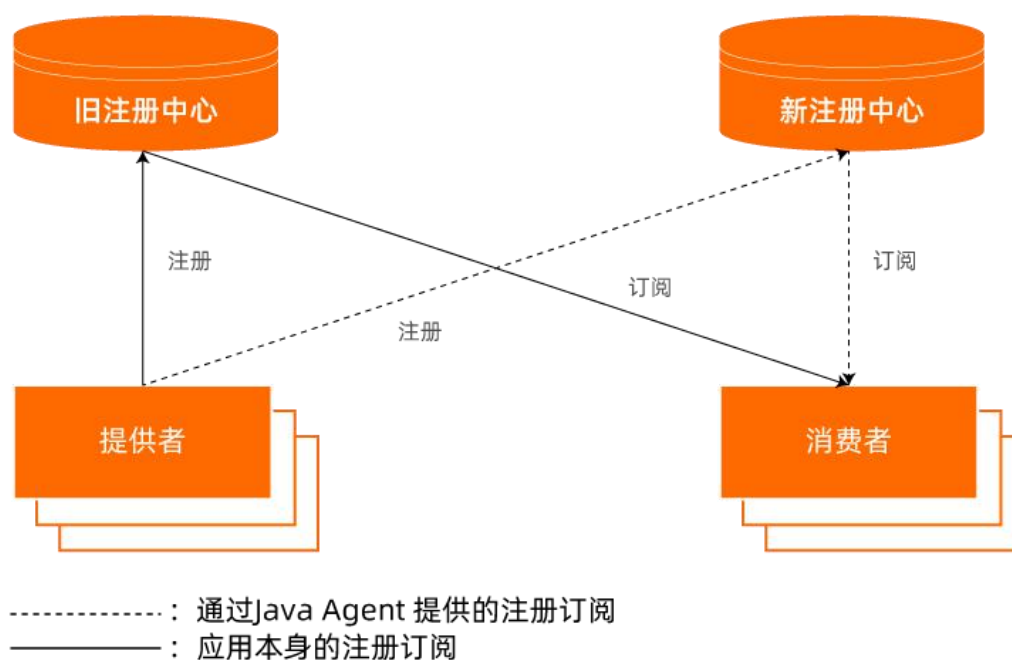 旧注册中心
新注册中心
注册
订阅
订阅
注册
提供者
消费者
：通过Java Agent 提供的注册订阅
：应用本身的注册订阅